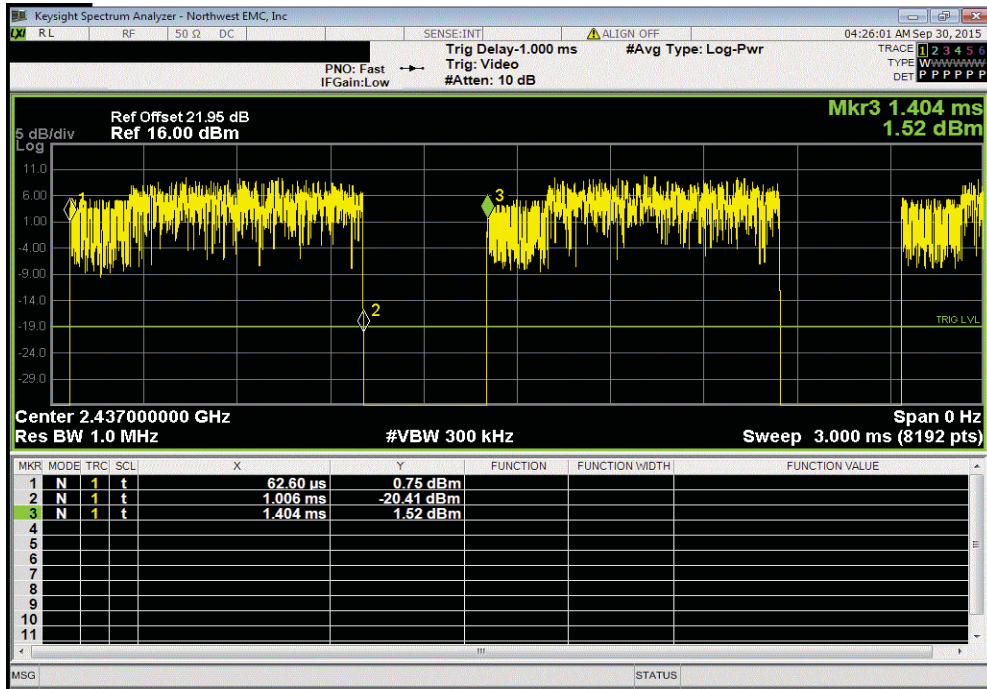 Keysight Spectrum Analyzer - Northwest EMC, Inc
LXI RL RF 50 Ω DC SENSE:INT ALIGN OFF 04:26:01 AM Sep 30, 2015
Trig Delay-1.000 ms #Avg Type: Log-Pwr TRACE 1 2 3 4 5 6
PNO: Fast Trig: Video TYPE WWWWWW
IFGain:Low #Atten: 10 dB DET P P P P P P
Mkr3 1.404 ms
1.52 dBm
Ref Offset 21.95 dB
5 dB/div Ref 16.00 dBm
Log
11.0
6.00
1.00
-4.00
-9.00
-14.0
-19.0
-24.0
-29.0
1
2
3
TRIG LVL
Center 2.437000000 GHz Span 0 Hz
Res BW 1.0 MHz #VBW 300 kHz Sweep 3.000 ms (8192 pts)
MKR MODE TRC SCL X Y FUNCTION FUNCTION WIDTH FUNCTION VALUE
1 N 1 t 62.60 µs 0.75 dBm
2 N 1 t 1.006 ms -20.41 dBm
3 N 1 t 1.404 ms 1.52 dBm
4
5
6
7
8
9
10
11
MSG STATUS